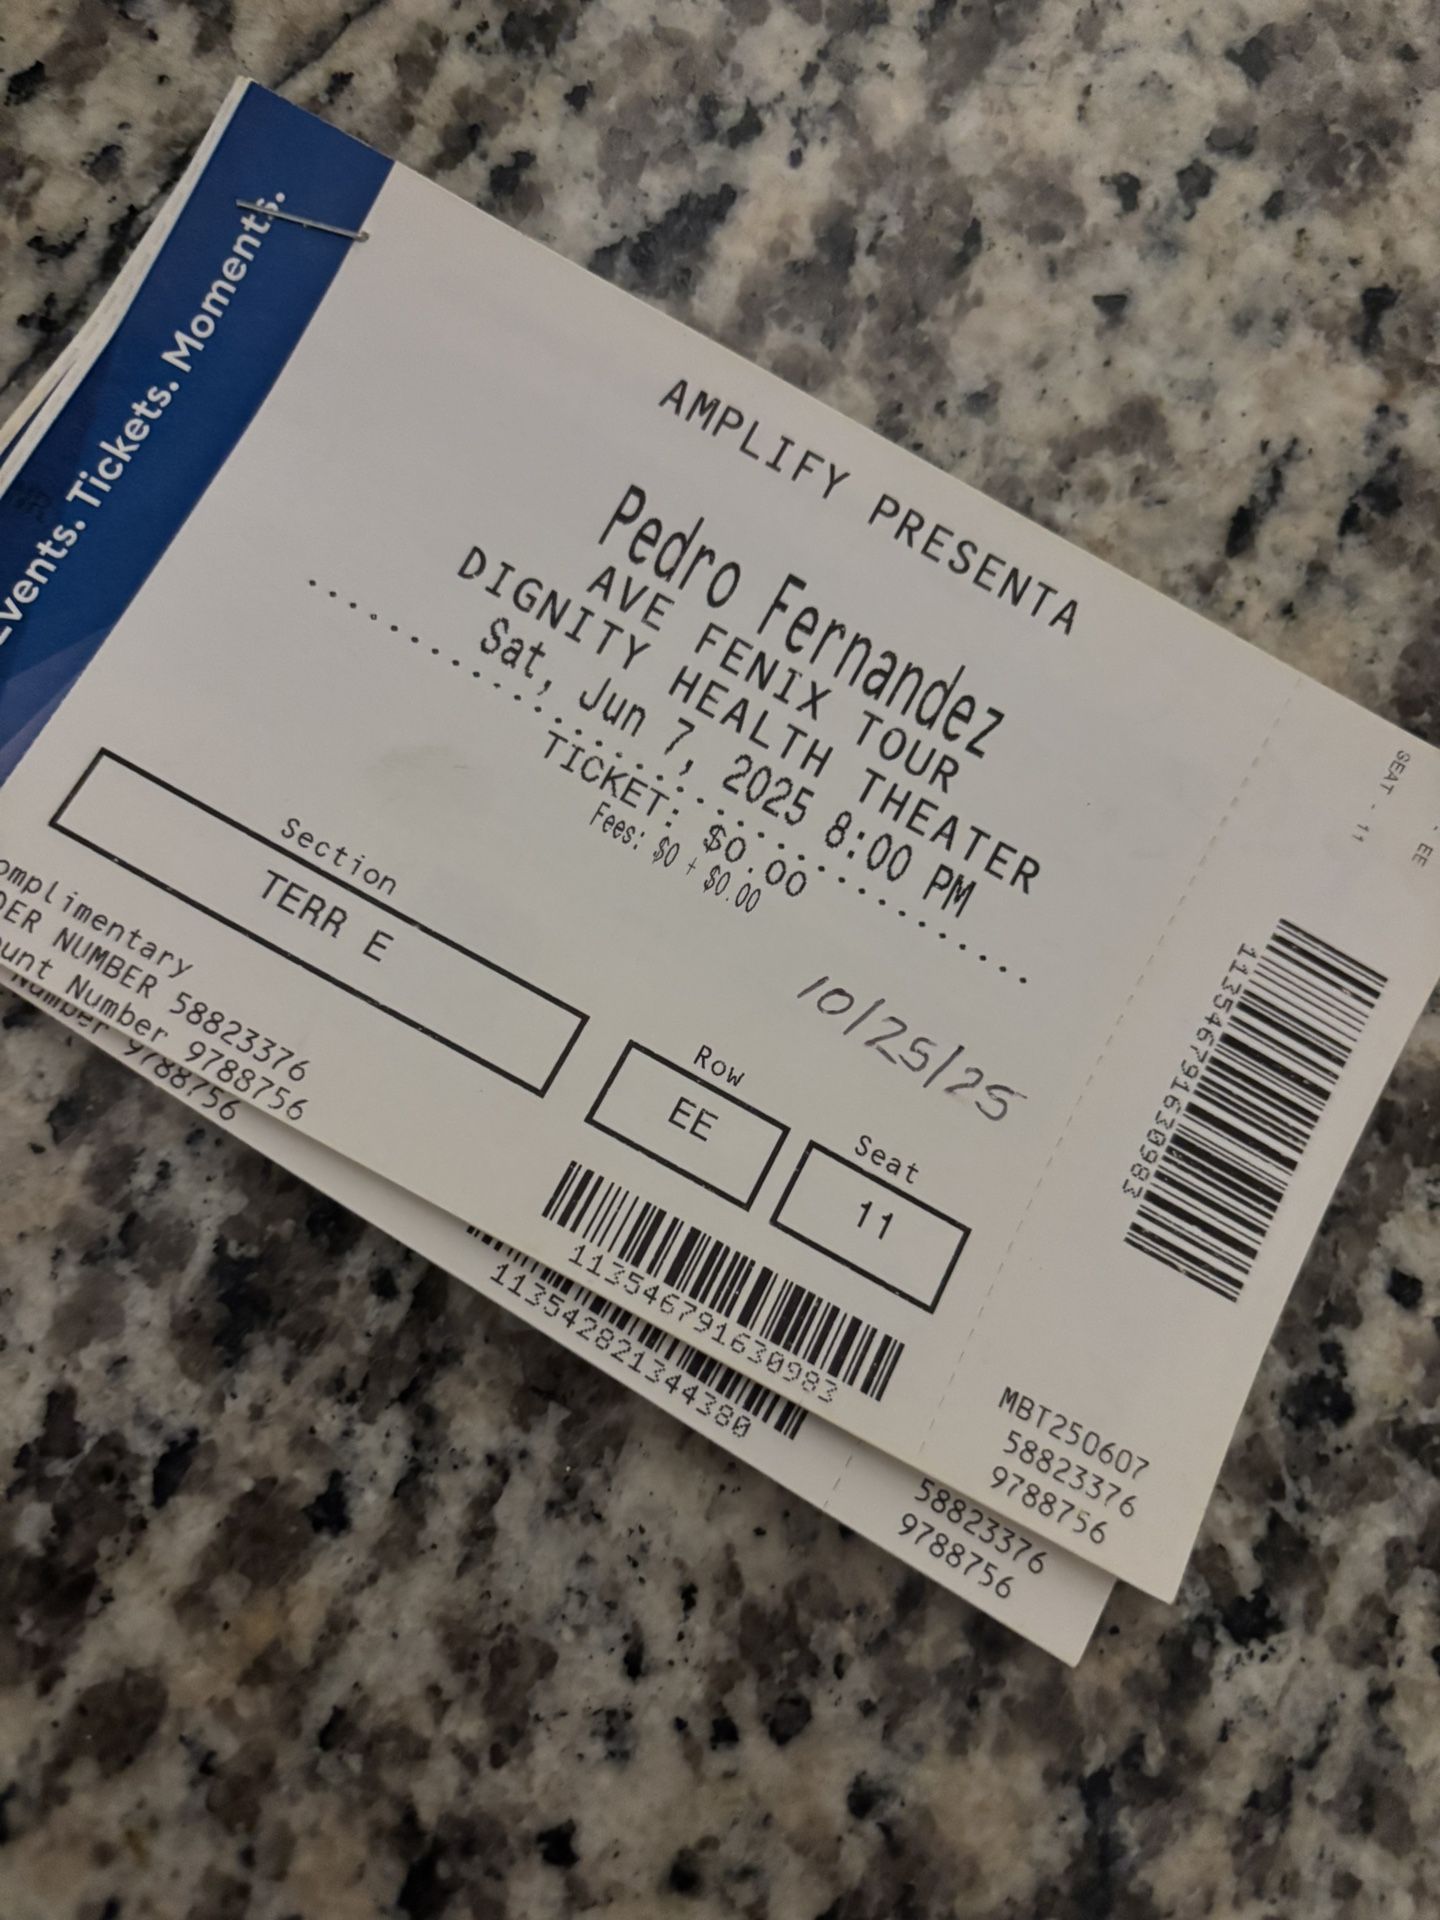 Events. Tickets. Moments.
AMPLIFY PRESENTA
Pedro Fernandez
AVE FENIX TOUR
DIGNITY HEALTH THEATER
Sat, Jun 7, 2025 8:00 PM
TICKET: $0.00
Fees: $0 + $0.00
10/25/25
Section
TERR E
Row
EE
Seat
11
omplimentary
DER NUMBER 58823376
ount Number 9788756
Number 9788756
113546791630983
113542821344380
SEAT - 11
EE
113546791630983
MBT250607
58823376
9788756
58823376
9788756